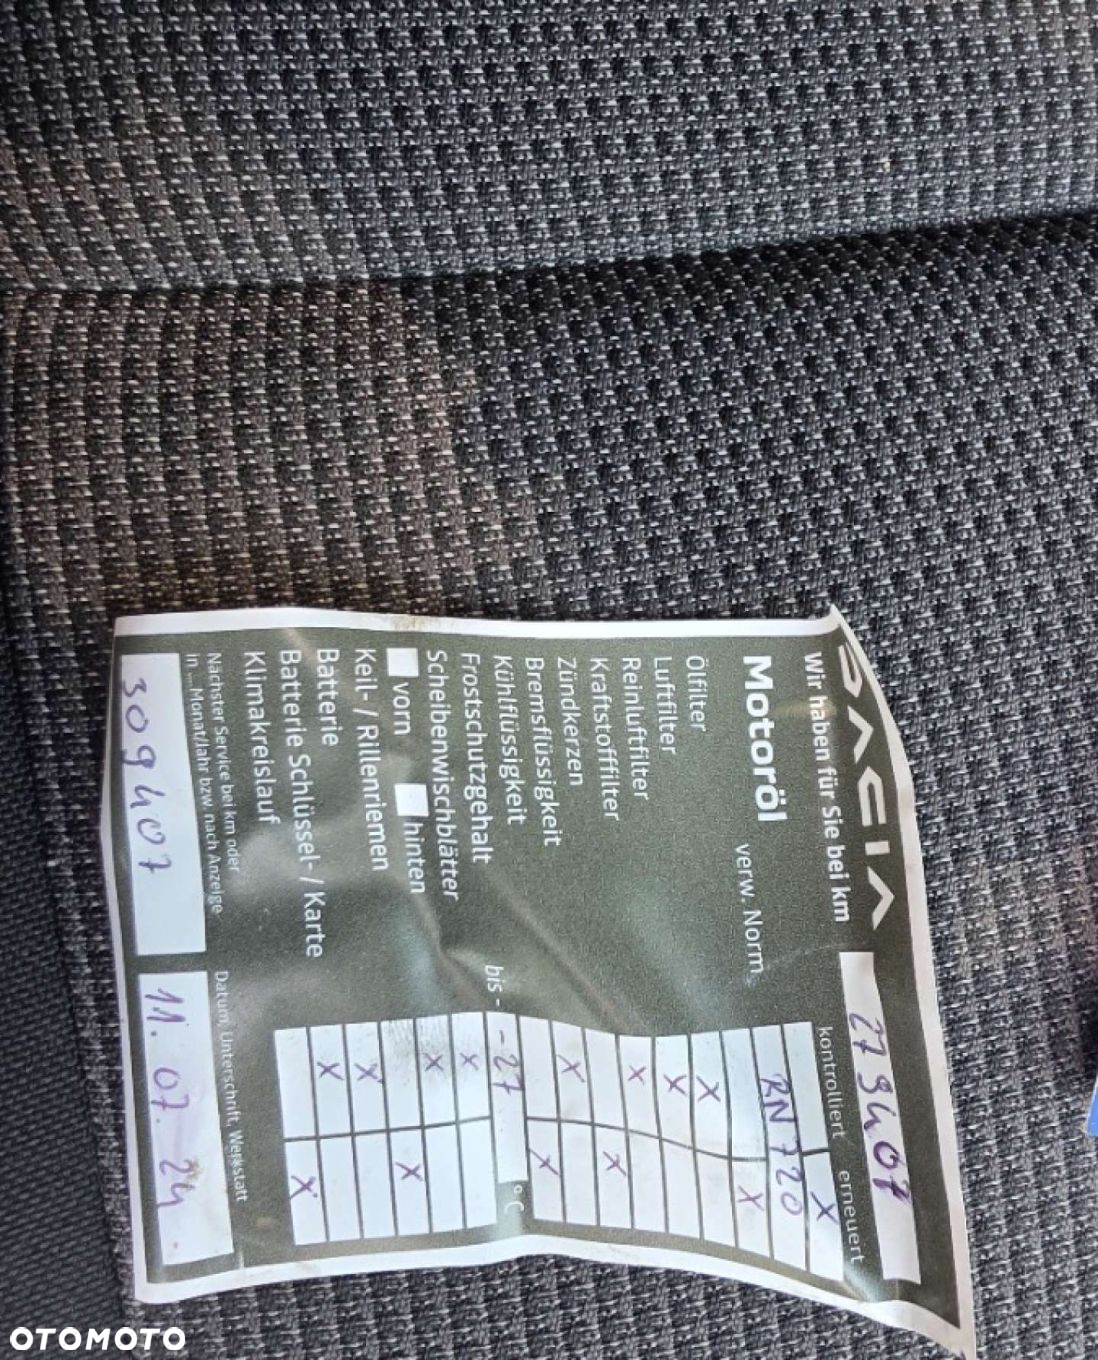 DACIA
Wir haben für Sie bei km 279407
kontrolliert erneuert
Motoröl X
verw. Norm RN 720
Ölfilter X
Luftfilter X
Reinluftfilter X
Kraftstofffilter X
Zündkerzen X
Bremsflüssigkeit X
Kühlflüssigkeit X
Frostschutzgehalt bis - -27 °C
Scheibenwischblätter X
vorn hinten X
Keil- / Rillenriemen X
Batterie X
Batterie Schlüssel- / Karte X
Klimakreislauf X
Nächster Service bei km oder
in .... Monat/Jahr bzw. nach Anzeige
Datum, Unterschrift, Werkstatt
309407
11.07.24.
OTOMOTO